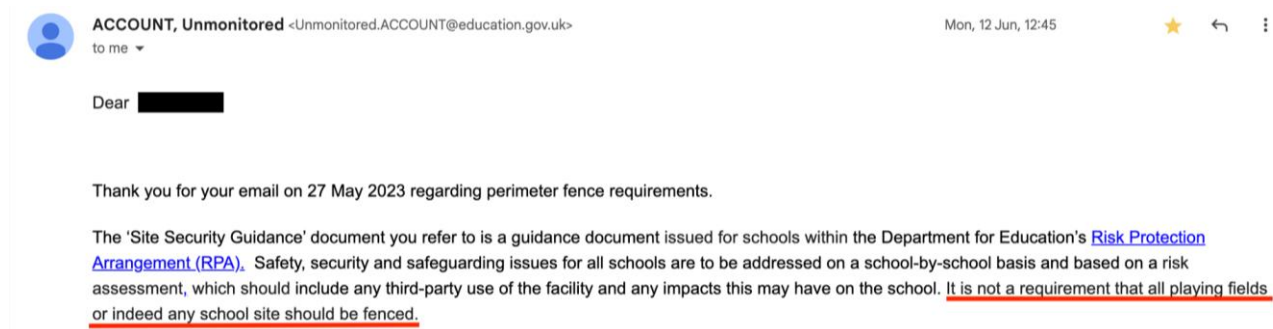 ACCOUNT, Unmonitored <Unmonitored.ACCOUNT@education.gov.uk>
Mon, 12 Jun, 12:45
to me
Dear
Thank you for your email on 27 May 2023 regarding perimeter fence requirements.
The ‘Site Security Guidance’ document you refer to is a guidance document issued for schools within the Department for Education’s Risk Protection
Arrangement (RPA). Safety, security and safeguarding issues for all schools are to be addressed on a school-by-school basis and based on a risk
assessment, which should include any third-party use of the facility and any impacts this may have on the school. It is not a requirement that all playing fields
or indeed any school site should be fenced.